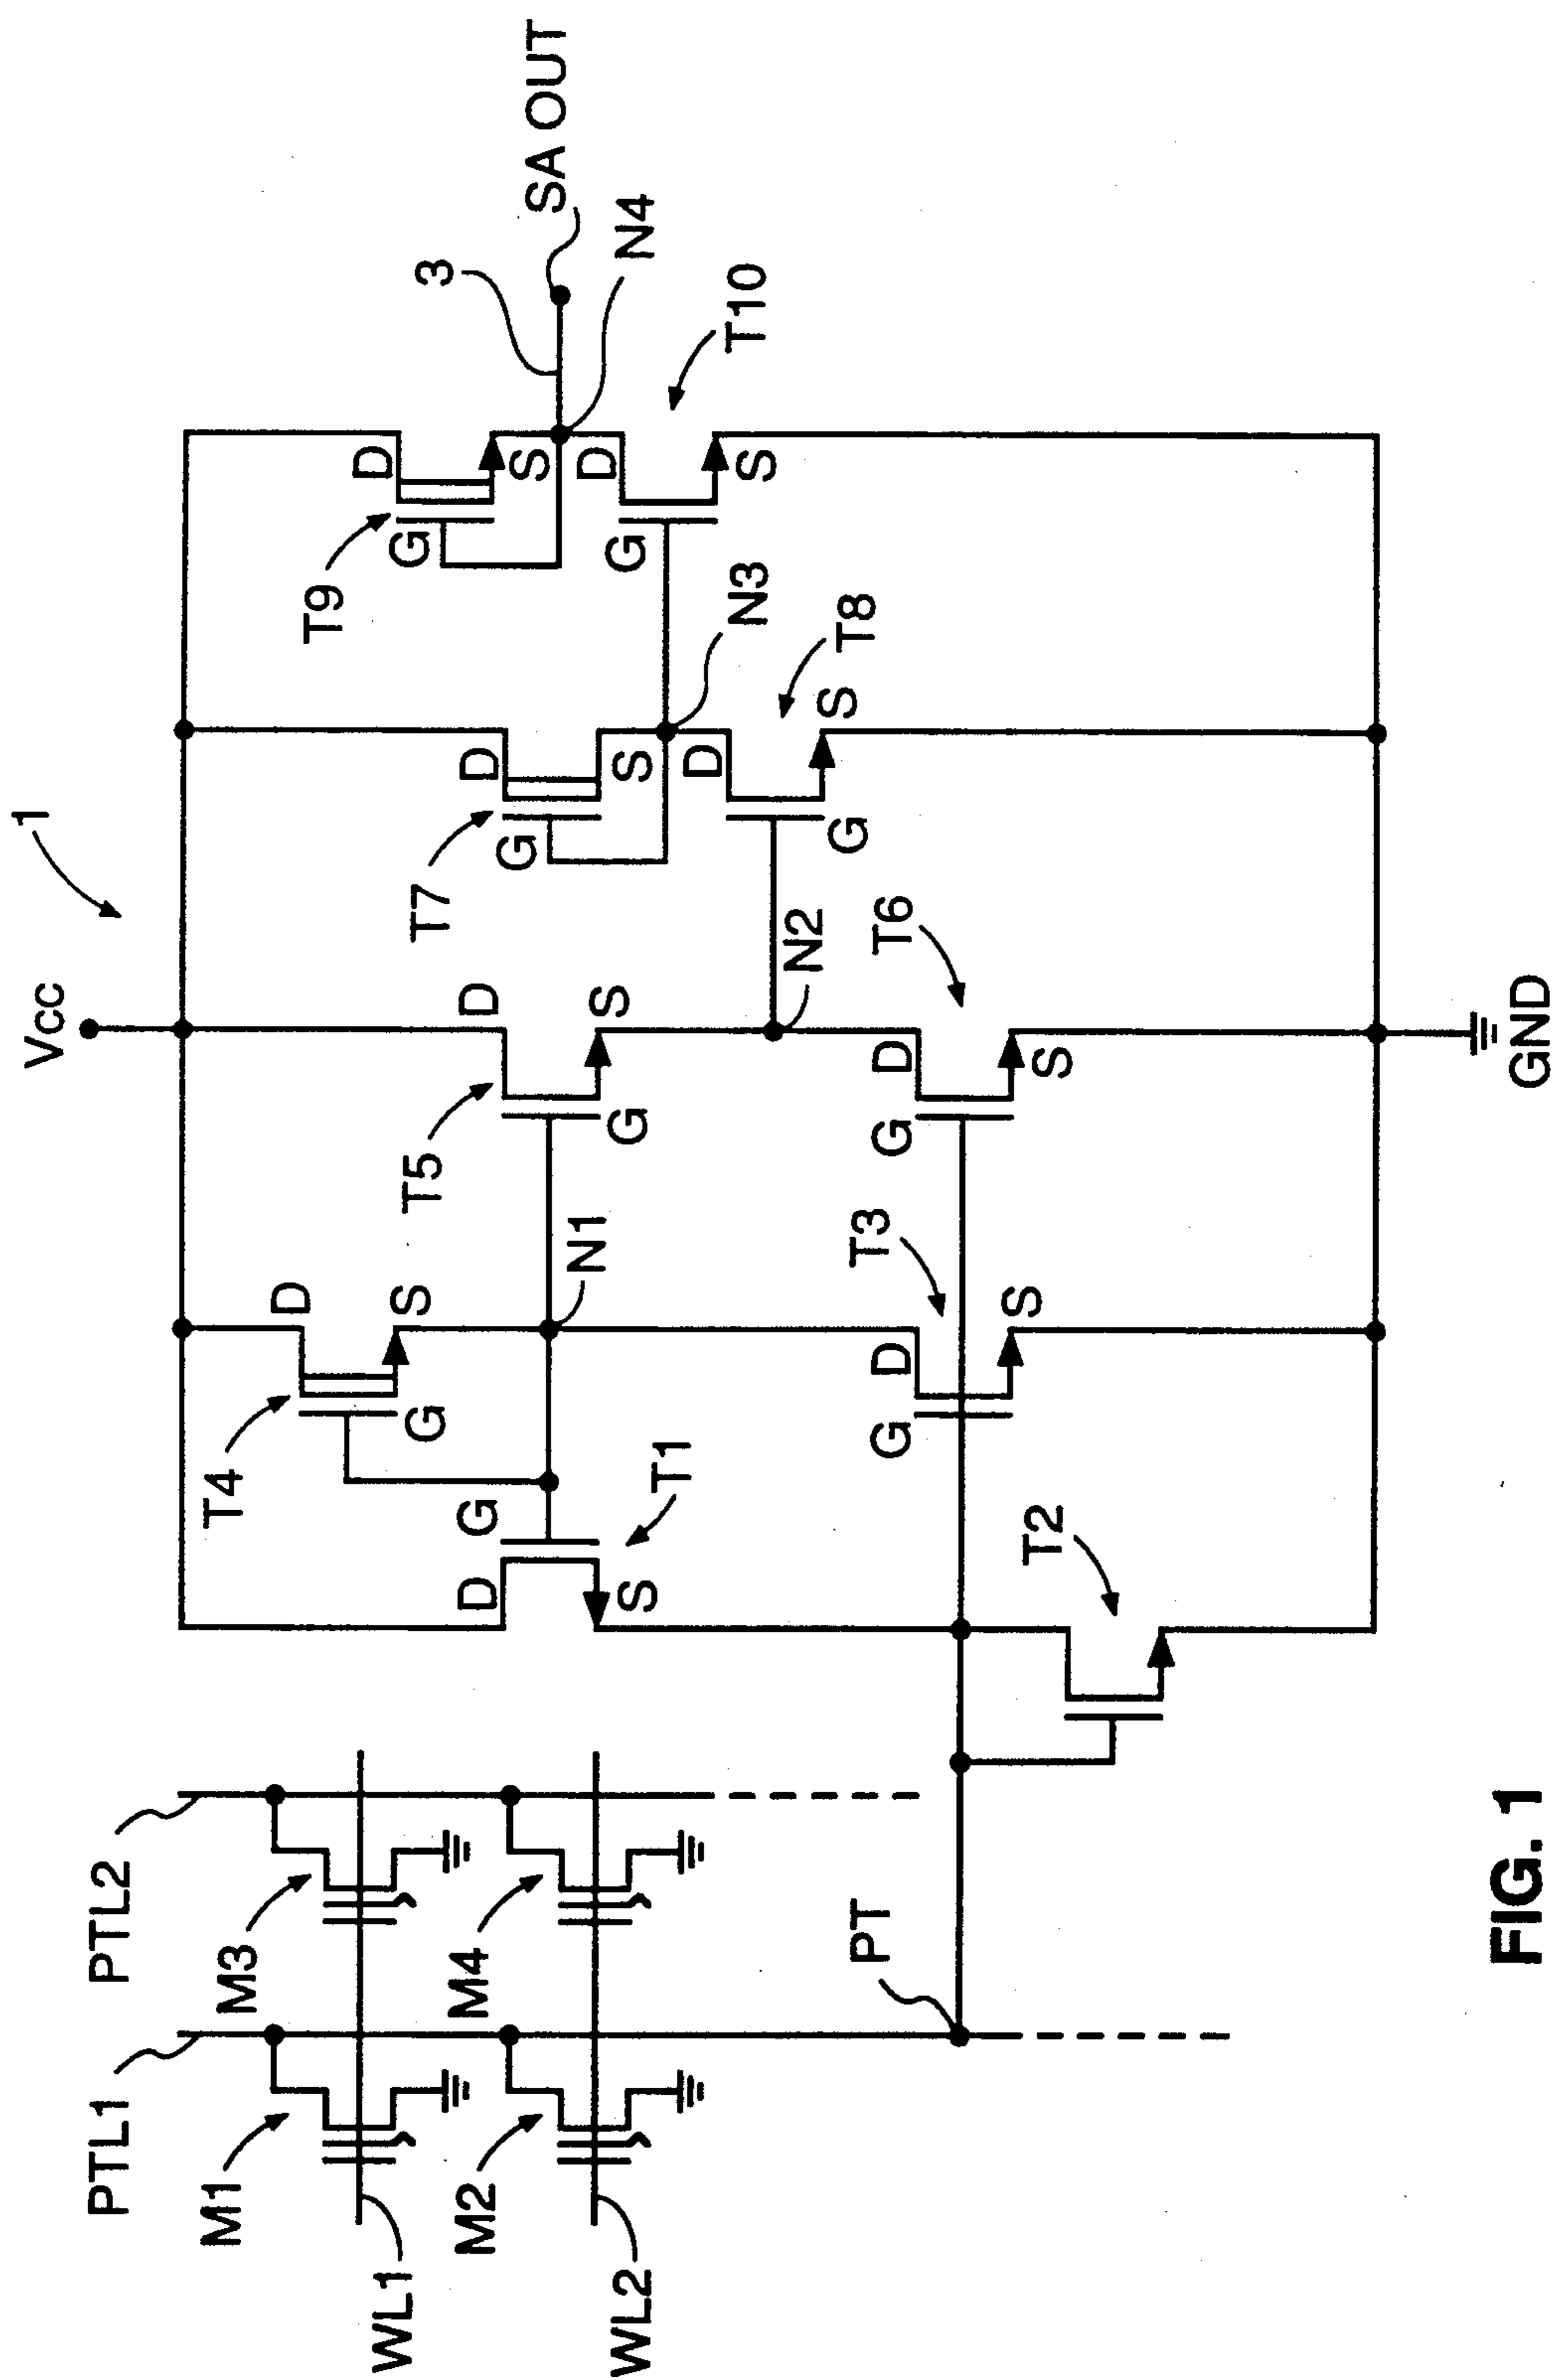 1
Vcc
PTL1
PTL2
M1
M3
WL1
M2
M4
WL2
PT
T4
D
G
S
T1
G
D
S
N1
T5
D
G
S
T7
D
G
S
T9
D
G
S
3
SA OUT
N4
N3
D
G
S
T10
D
G
S
T8
N2
T3
D
G
S
T6
D
G
S
T2
GND
FIG. 1